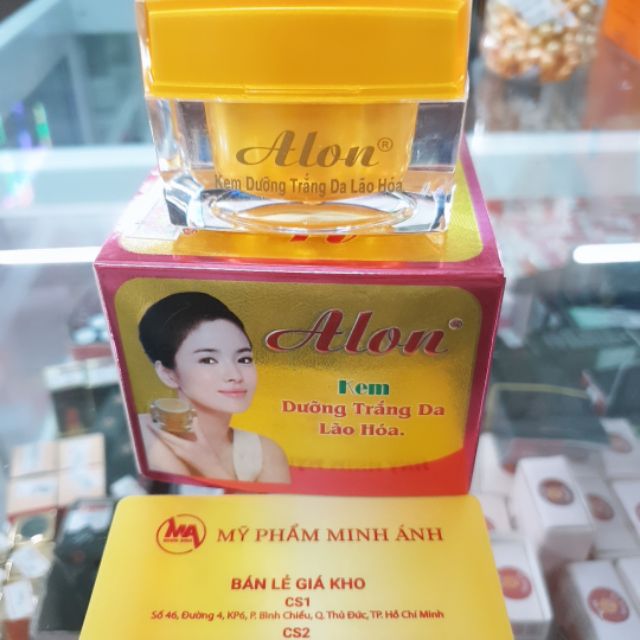 Alon®
Kem Dưỡng Trắng Da Lão Hóa
Alon®
Kem
Dưỡng Trắng Da
Lão Hóa.
MA
MỸ PHẨM MINH ÁNH
BÁN LẺ GIÁ KHO
CS1
Số 46, Đường 4, KP6, P. Bình Chiểu, Q. Thủ Đức, TP. Hồ Chí Minh
CS2